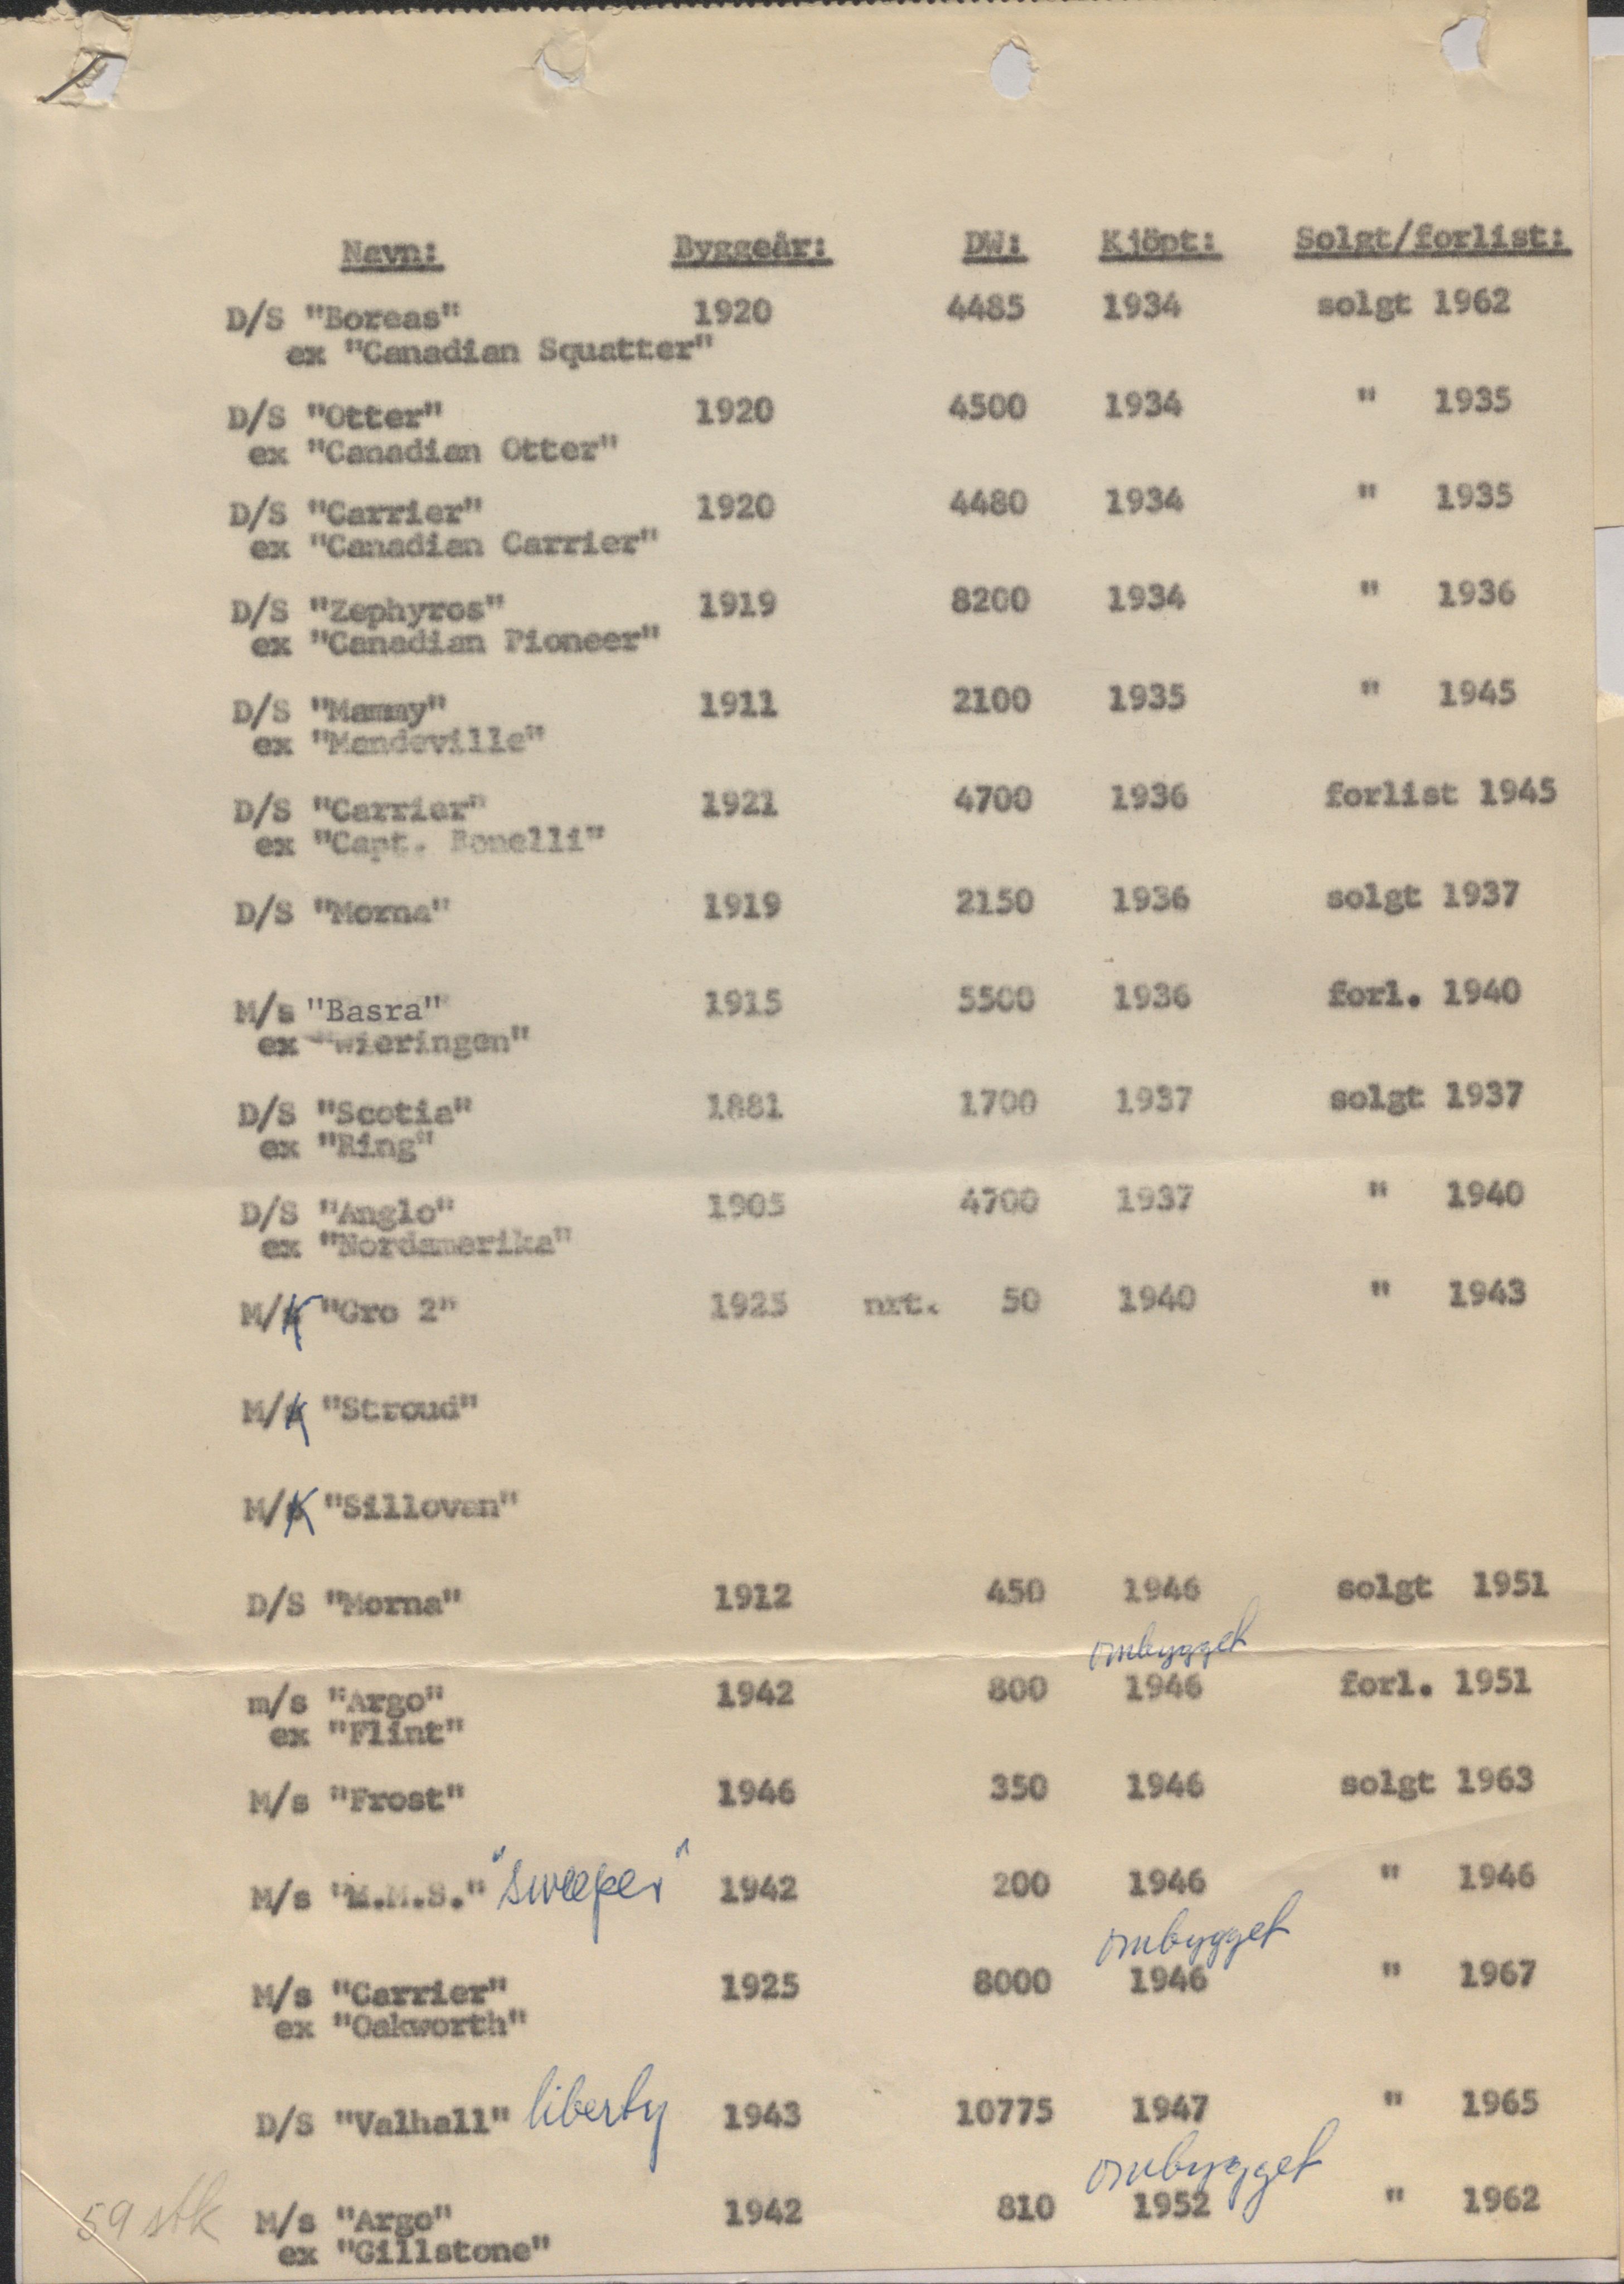 Navn: Byggeår: DW: Kjöpt: Solgt/forlist:
D/S "Boreas" 1920 4485 1934 solgt 1962
ex "Canadian Squatter"
D/S "Otter" 1920 4500 1934 " 1935
ex "Canadian Otter"
D/S "Carrier" 1920 4480 1934 " 1935
ex "Canadian Carrier"
D/S "Zephyros" 1919 8200 1934 " 1936
ex "Canadian Pioneer"
D/S "Mammy" 1911 2100 1935 " 1945
ex "Mandeville"
D/S "Carrier" 1921 4700 1936 forlist 1945
ex "Capt. Bonelli"
D/S "Morna" 1919 2150 1936 solgt 1937
M/s "Basra" 1915 5500 1936 forl. 1940
ex "Wieringen"
D/S "Scotia" 1881 1700 1937 solgt 1937
ex "Ring"
D/S "Anglo" 1905 4700 1937 " 1940
ex "Nordamerika"
M/K "Gro 2" 1925 nrt. 50 1940 " 1943
M/K "Stroud"
M/K "Sillovan"
D/S "Morna" 1912 450 1946 solgt 1951
ombygget
m/s "Argo" 1942 800 1946 forl. 1951
ex "Flint"
M/s "Frost" 1946 350 1946 solgt 1963
M/s "M.M.S." "Sweeper" 1942 200 1946 " 1946
ombygget
M/s "Carrier" 1925 8000 1946 " 1967
ex "Oakworth"
D/S "Valhall" liberty 1943 10775 1947 " 1965
ombygget
59 stk M/s "Argo" 1942 810 1952 " 1962
ex "Gillstone"